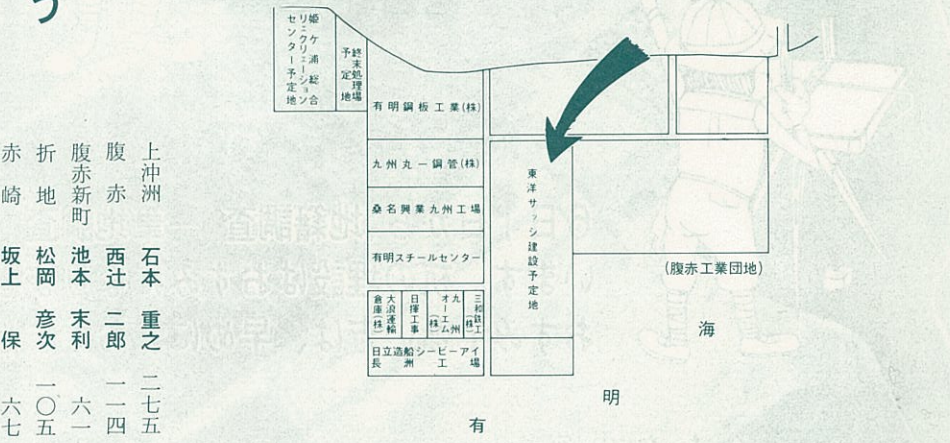 う
姫ヶ浦総合
リェクリェーション
センター予定地
終末処理場
予定地
有明鋼板工業(株)
九州丸一鋼管(株)
桑名興業九州工場
有明スチールセンター
三和鉄工(株)
九州オーエム(株)
日揮工事
大浪運輸倉庫(株)
日立造船シービーアイ
長洲工場
東洋サッシ建設予定地
(腹赤工業団地)
有明海
上沖洲 石本 重之 二七五
腹赤 西辻 二郎 一一四
腹赤新町 池本 末利 六一
折地 松岡 彦次 一〇五
赤崎 坂上 保 六七